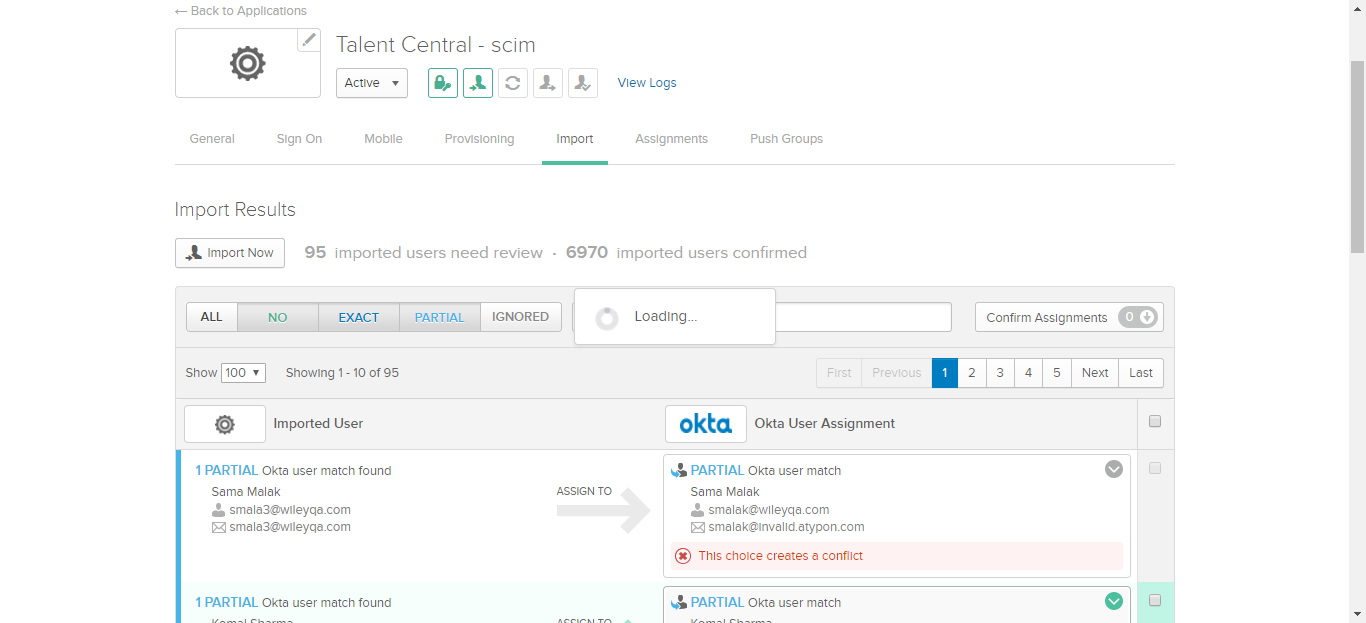 ← Back to Applications
Talent Central - scim
Active View Logs
General Sign On Mobile Provisioning Import Assignments Push Groups
Import Results
Import Now 95 imported users need review · 6970 imported users confirmed
ALL NO EXACT PARTIAL IGNORED Loading... Confirm Assignments 0
Show 100 Showing 1 - 10 of 95 First Previous 1 2 3 4 5 Next Last
Imported User okta Okta User Assignment
1 PARTIAL Okta user match found PARTIAL Okta user match
Sama Malak ASSIGN TO Sama Malak
smala3@wileyqa.com smalak@wileyqa.com
smala3@wileyqa.com smalak@invalid.atypon.com
This choice creates a conflict
1 PARTIAL Okta user match found PARTIAL Okta user match
Komal Sharma ASSIGN TO Komal Sharma